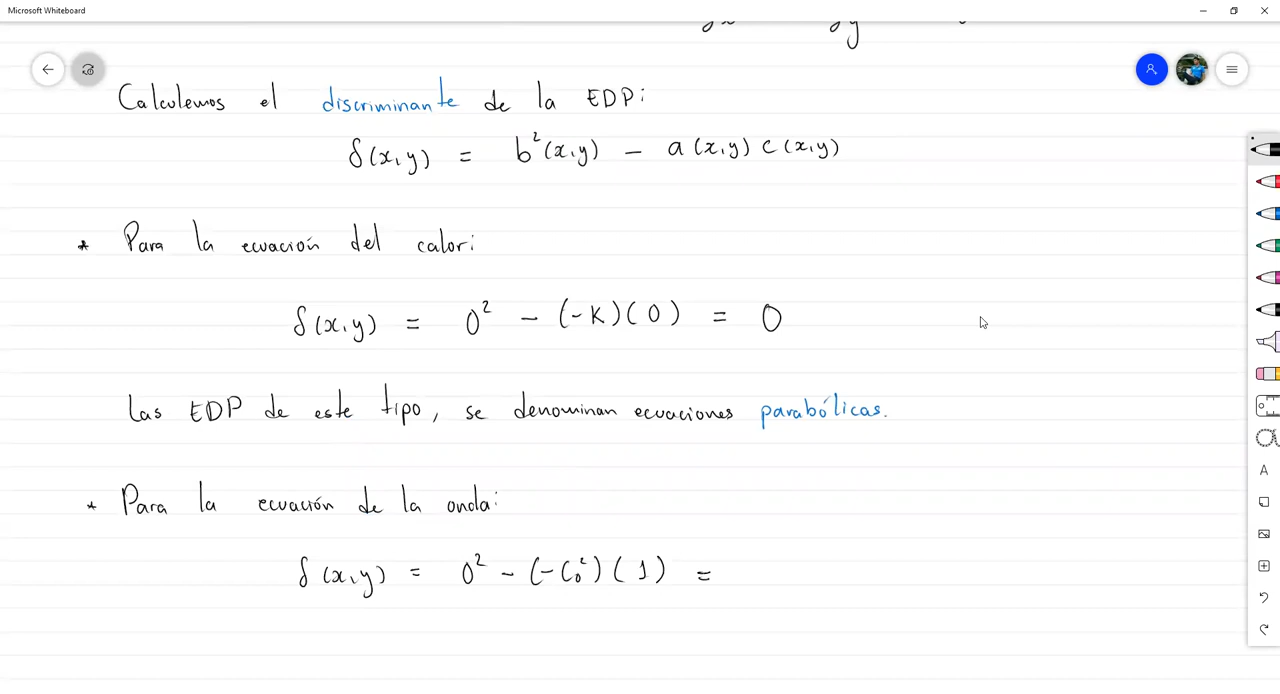 Microsoft Whiteboard
Calculemos el discriminante de la EDP:
δ(x,y) = b²(x,y) - a(x,y) c(x,y)
* Para la ecuación del calor:
δ(x,y) = 0² - (-K)(0) = 0
Las EDP de este tipo, se denominan ecuaciones parabólicas.
* Para la ecuación de la onda:
δ(x,y) = 0² - (-C₀²)(1) =